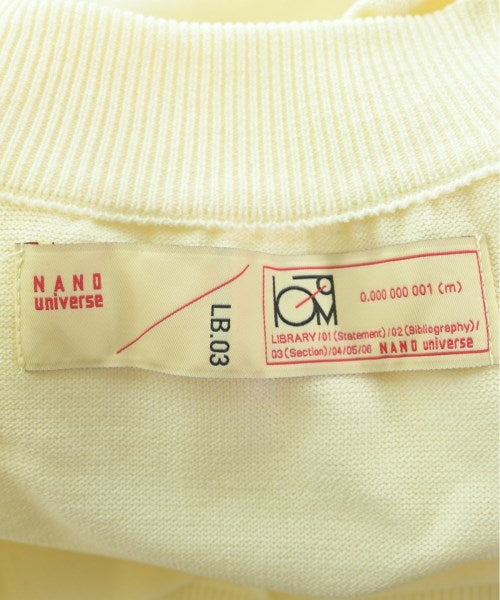 NANO
universe
LB.03
0.000 000 001 (m)
LIBRARY/01(Statement)/02(Bibliography)/
03(Section)/04/05/06 NANO universe